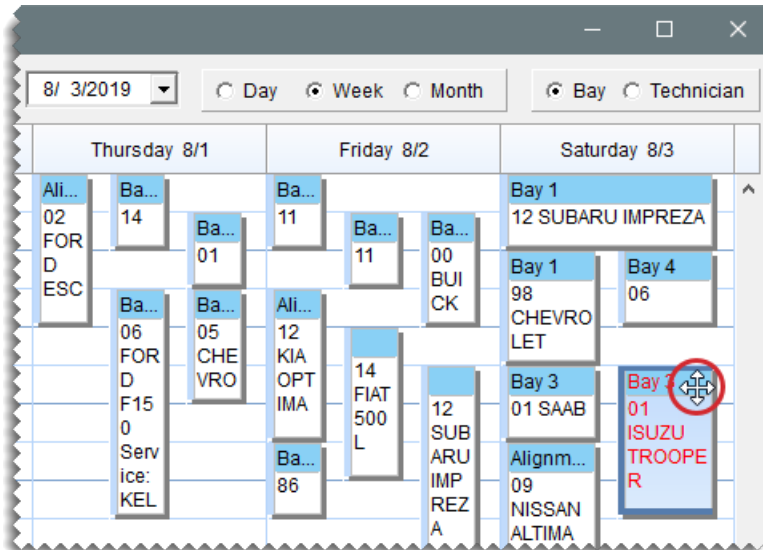 8/ 3/2019
Day
Week
Month
Bay
Technician
Thursday 8/1
Friday 8/2
Saturday 8/3
Ali...
02
FOR
D
ESC
Ba...
14
Ba...
01
Ba...
06
FOR
D
F15
0
Serv
ice:
KEL
Ba...
05
CHE
VRO
Ba...
11
Ba...
11
Ba...
00
BUI
CK
Ali...
12
KIA
OPT
IMA
14
FIAT
500
L
12
SUB
ARU
IMP
REZ
A
Ba...
86
Bay 1
12 SUBARU IMPREZA
Bay 1
98
CHEVRO
LET
Bay 4
06
Bay 3
01 SAAB
Bay 3
01
ISUZU
TROOPE
R
Alignm...
09
NISSAN
ALTIMA